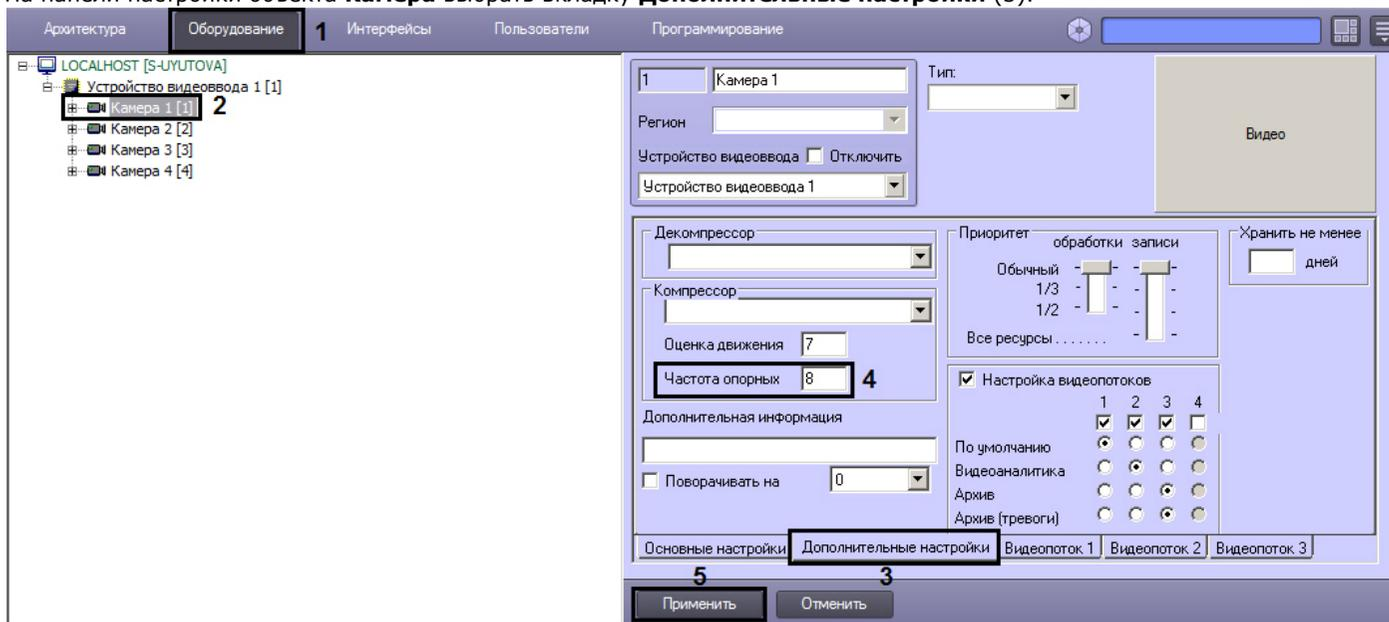 На панели настройки объекта Камера выбрать вкладку Дополнительные настройки (3).
Архитектура Оборудование 1 Интерфейсы Пользователи Программирование
LOCALHOST [S-UYUTOVA]
Устройство видеоввода 1 [1]
Камера 1 [1] 2
Камера 2 [2]
Камера 3 [3]
Камера 4 [4]
1 Камера 1
Тип:
Регион
Устройство видеоввода Отключить
Устройство видеоввода 1
Видео
Декомпрессор
Компрессор
Оценка движения 7
Частота опорных 8 4
Дополнительная информация
Поворачивать на 0
Приоритет
обработки записи
Обычный
1/3
1/2
Все ресурсы . . . . . . .
Хранить не менее
дней
Настройка видеопотоков
1 2 3 4
По умолчанию
Видеоаналитика
Архив
Архив (тревоги)
Основные настройки Дополнительные настройки Видеопоток 1 Видеопоток 2 Видеопоток 3
5 3
Применить Отменить